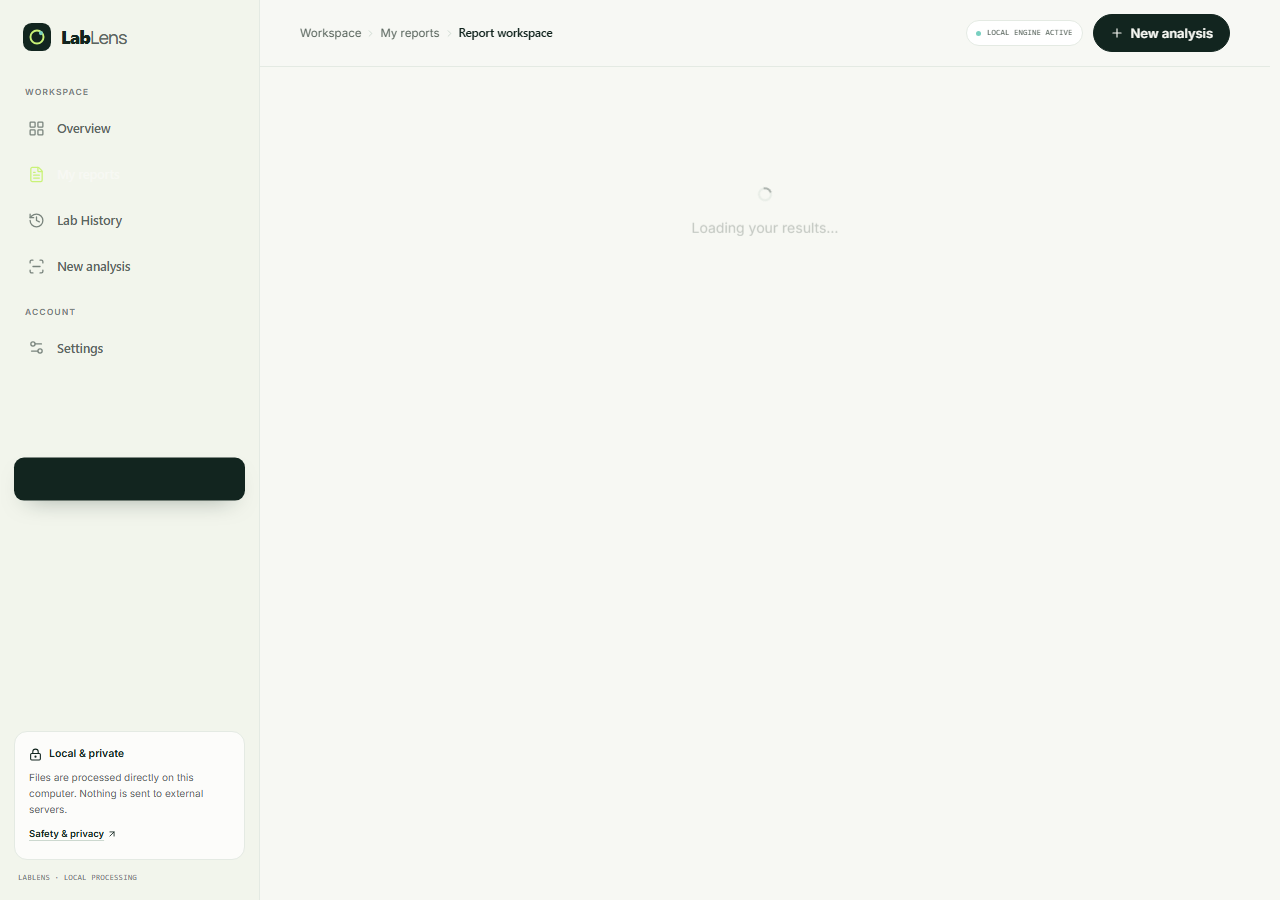 LabLens
Workspace
My reports
Report workspace
LOCAL ENGINE ACTIVE
New analysis
WORKSPACE
Overview
My reports
Lab History
New analysis
ACCOUNT
Settings
Loading your results...
Local & private
Files are processed directly on this
computer. Nothing is sent to external
servers.
Safety & privacy
LABLENS · LOCAL PROCESSING